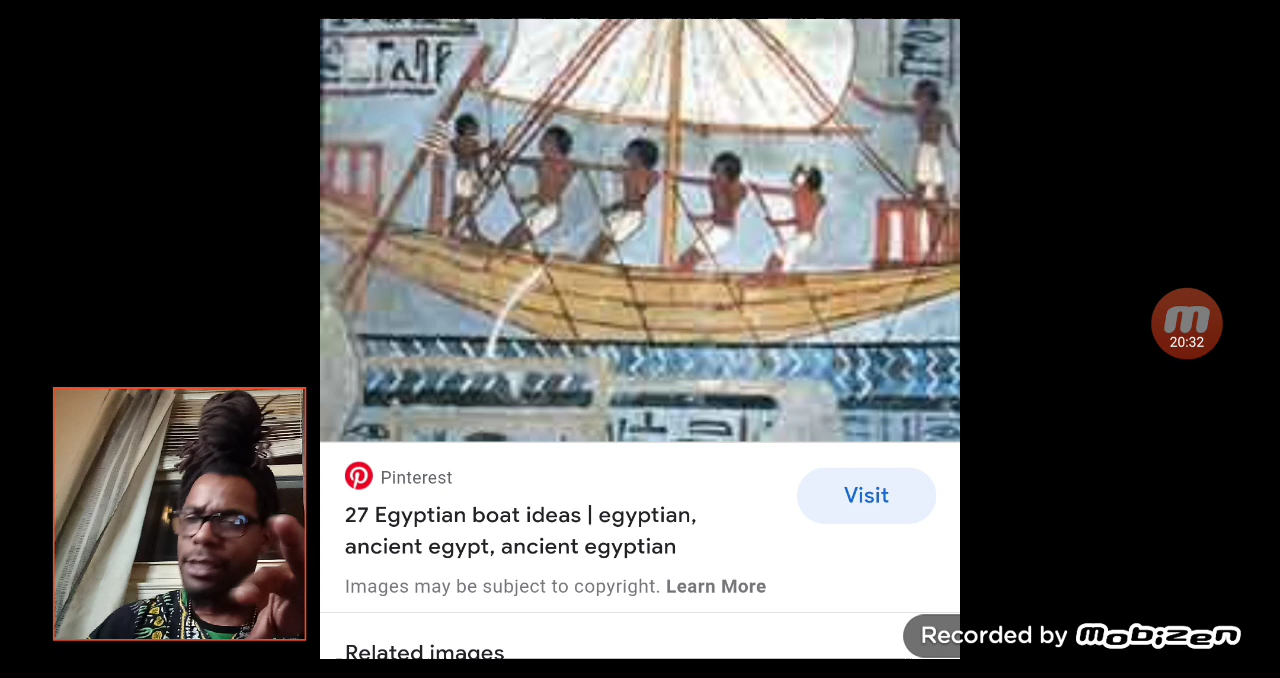 Pinterest
Visit
27 Egyptian boat ideas | egyptian,
ancient egypt, ancient egyptian
Images may be subject to copyright. Learn More
Related images
20:32
Recorded by Mobizen